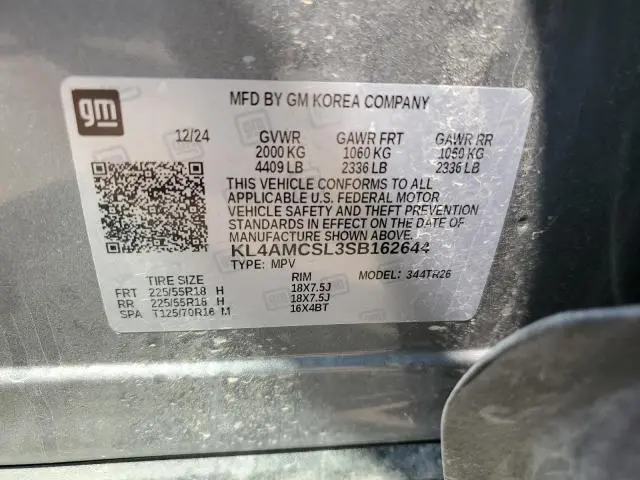 gm
MFD BY GM KOREA COMPANY
12/24 GVWR GAWR FRT GAWR RR
2000 KG 1060 KG 1050 KG
4409 LB 2336 LB 2336 LB
THIS VEHICLE CONFORMS TO ALL
APPLICABLE U.S. FEDERAL MOTOR
VEHICLE SAFETY AND THEFT PREVENTION
STANDARDS IN EFFECT ON THE DATE OF
MANUFACTURE SHOWN ABOVE.
KL4AMCSL3SB162644
TYPE: MPV MODEL: 344TR26
TIRE SIZE RIM
FRT 225/55R18 H 18X7.5J
RR 225/55R18 H 18X7.5J
SPA T125/70R16 M 16X4BT